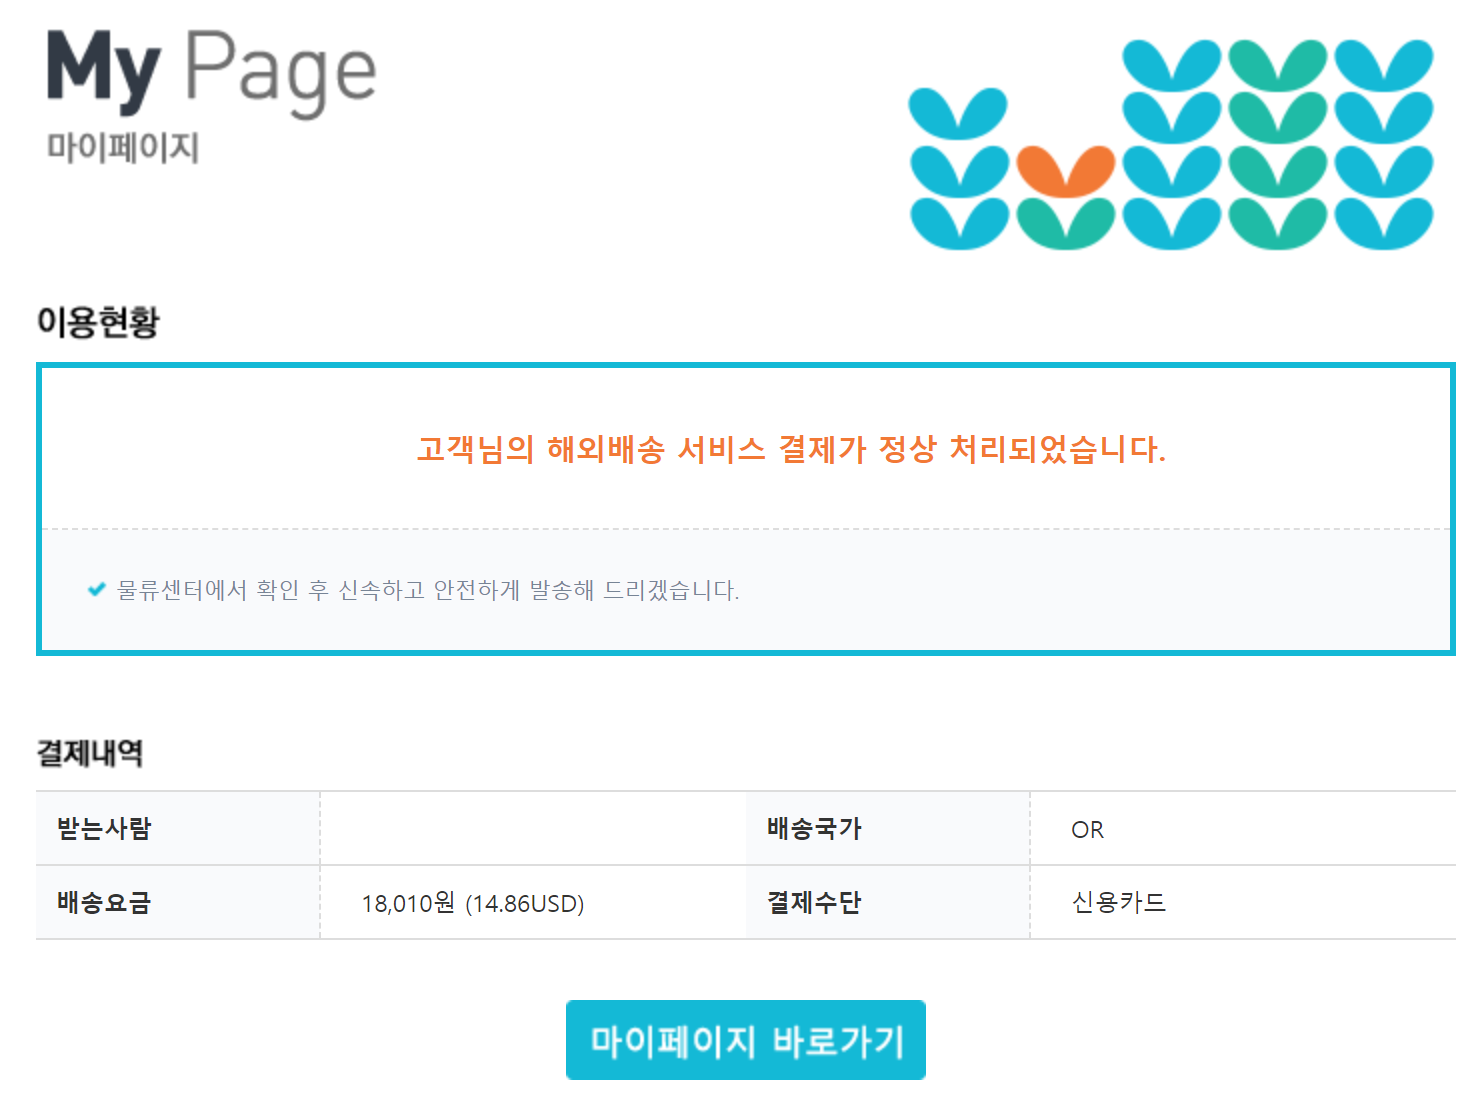 My Page
마이페이지
이용현황
고객님의 해외배송 서비스 결제가 정상 처리되었습니다.
물류센터에서 확인 후 신속하고 안전하게 발송해 드리겠습니다.
결제내역
받는사람 배송국가 OR
배송요금 18,010원 (14.86USD) 결제수단 신용카드
마이페이지 바로가기